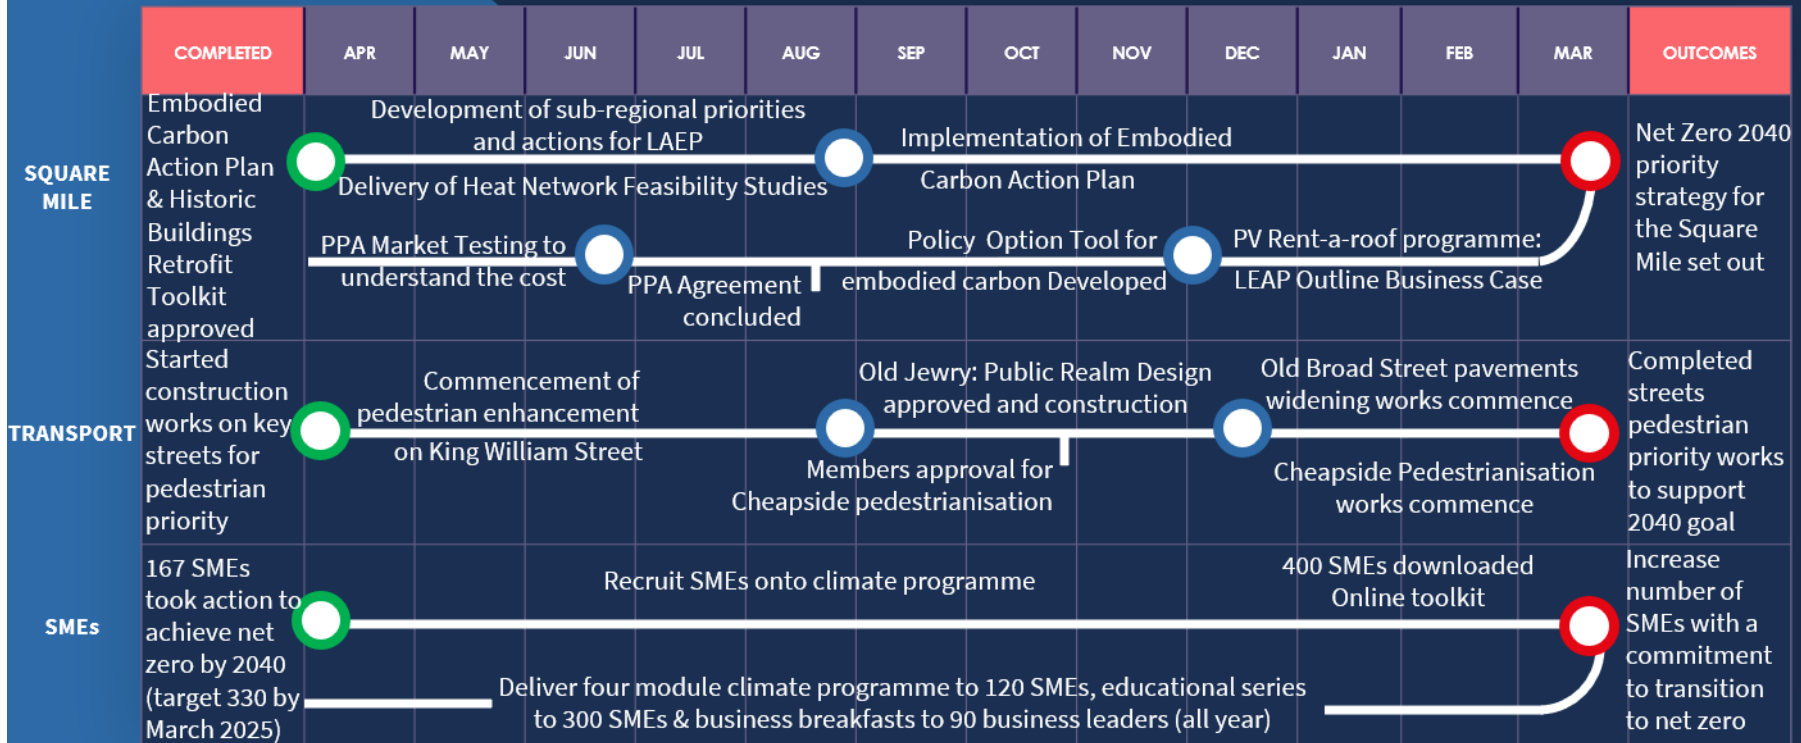 COMPLETED APR MAY JUN JUL AUG SEP OCT NOV DEC JAN FEB MAR OUTCOMES
SQUARE
MILE
Embodied
Carbon
Action Plan
& Historic
Buildings
Retrofit
Toolkit
approved
Development of sub-regional priorities
and actions for LAEP
Delivery of Heat Network Feasibility Studies
Implementation of Embodied
Carbon Action Plan
PPA Market Testing to
understand the cost
PPA Agreement
concluded
Policy Option Tool for
embodied carbon Developed
PV Rent-a-roof programme:
LEAP Outline Business Case
Net Zero 2040
priority
strategy for
the Square
Mile set out
TRANSPORT
Started
construction
works on key
streets for
pedestrian
priority
Commencement of
pedestrian enhancement
on King William Street
Old Jewry: Public Realm Design
approved and construction
Members approval for
Cheapside pedestrianisation
Old Broad Street pavements
widening works commence
Cheapside Pedestrianisation
works commence
Completed
streets
pedestrian
priority works
to support
2040 goal
SMEs
167 SMEs
took action to
achieve net
zero by 2040
(target 330 by
March 2025)
Recruit SMEs onto climate programme
400 SMEs downloaded
Online toolkit
Deliver four module climate programme to 120 SMEs, educational series
to 300 SMEs & business breakfasts to 90 business leaders (all year)
Increase
number of
SMEs with a
commitment
to transition
to net zero